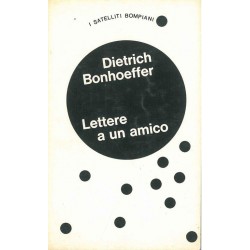 I SATELLITI BOMPIANI
Dietrich
Bonhoeffer
Lettere
a un amico